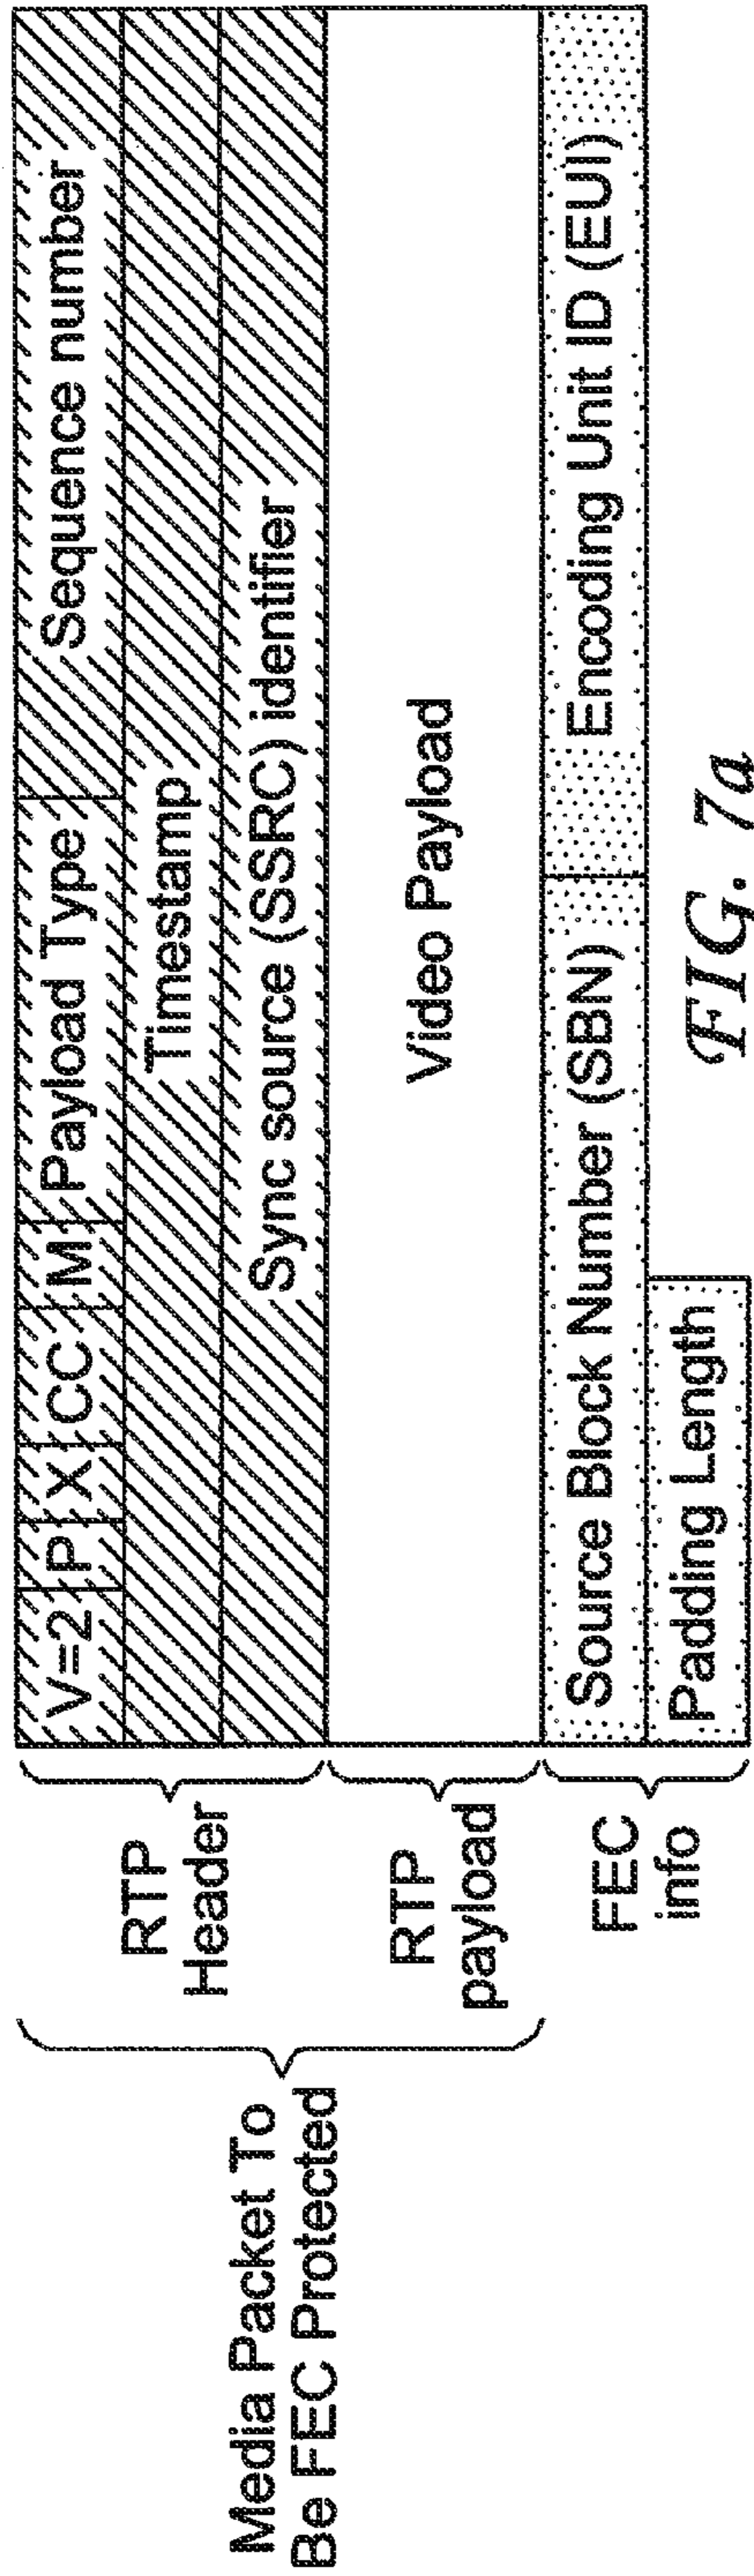 Media Packet To
Be FEC Protected
RTP
Header
V=2 P X CC M Payload Type Sequence number
Timestamp
Sync source (SSRC) identifier
RTP
payload
Video Payload
FEC
info
Source Block Number (SBN) Encoding Unit ID (EUI)
Padding Length
FIG. 7a